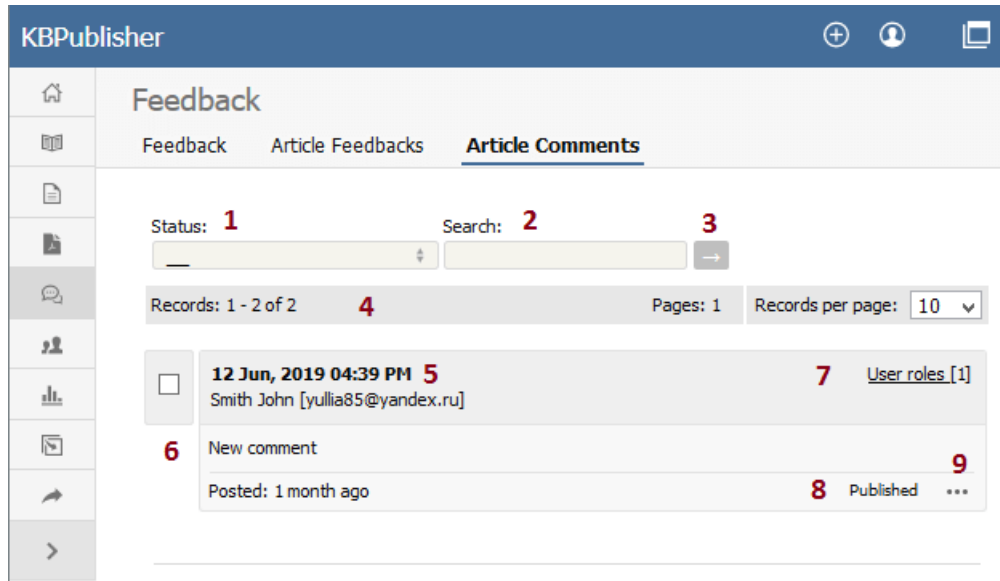 KBPublisher
Feedback
Feedback Article Feedbacks Article Comments
Status: 1 Search: 2 3
__ →
Records: 1 - 2 of 2 4 Pages: 1 Records per page: 10
12 Jun, 2019 04:39 PM 5 7 User roles [1]
Smith John [yullia85@yandex.ru]
6 New comment
9
Posted: 1 month ago 8 Published ...